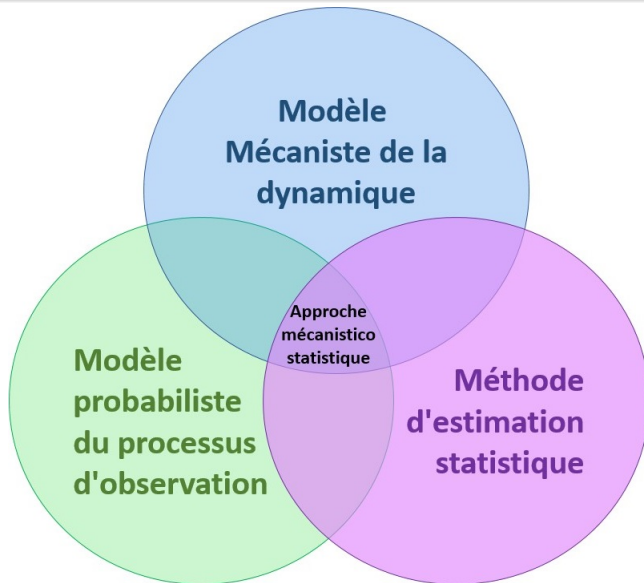 Modèle
Mécaniste de la
dynamique
Approche
mécanistico
statistique
Modèle
probabiliste
du processus
d'observation
Méthode
d'estimation
statistique